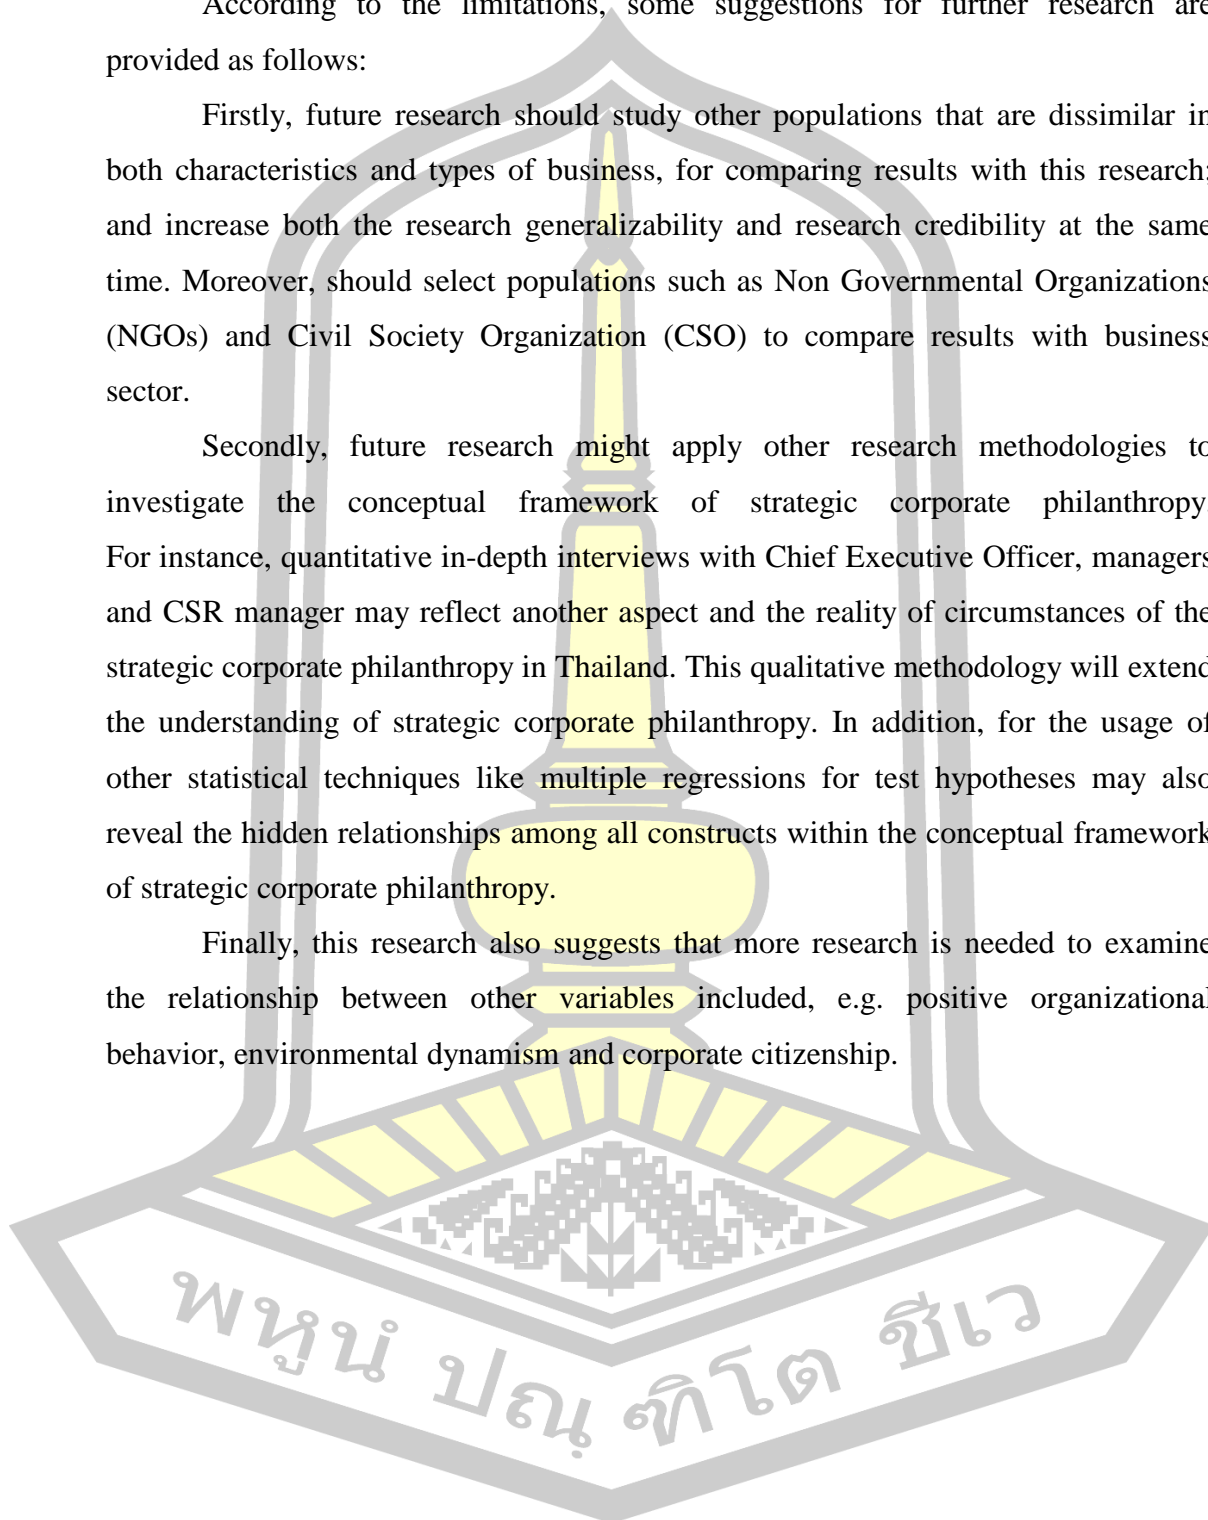 According to the limitations, some suggestions for further research are
provided as follows:
Firstly, future research should study other populations that are dissimilar in
both characteristics and types of business, for comparing results with this research;
and increase both the research generalizability and research credibility at the same
time. Moreover, should select populations such as Non Governmental Organizations
(NGOs) and Civil Society Organization (CSO) to compare results with business
sector.
Secondly, future research might apply other research methodologies to
investigate the conceptual framework of strategic corporate philanthropy.
For instance, quantitative in-depth interviews with Chief Executive Officer, managers
and CSR manager may reflect another aspect and the reality of circumstances of the
strategic corporate philanthropy in Thailand. This qualitative methodology will extend
the understanding of strategic corporate philanthropy. In addition, for the usage of
other statistical techniques like multiple regressions for test hypotheses may also
reveal the hidden relationships among all constructs within the conceptual framework
of strategic corporate philanthropy.
Finally, this research also suggests that more research is needed to examine
the relationship between other variables included, e.g. positive organizational
behavior, environmental dynamism and corporate citizenship.
พหูนํ ปณฺ ฑิโต ชีเว